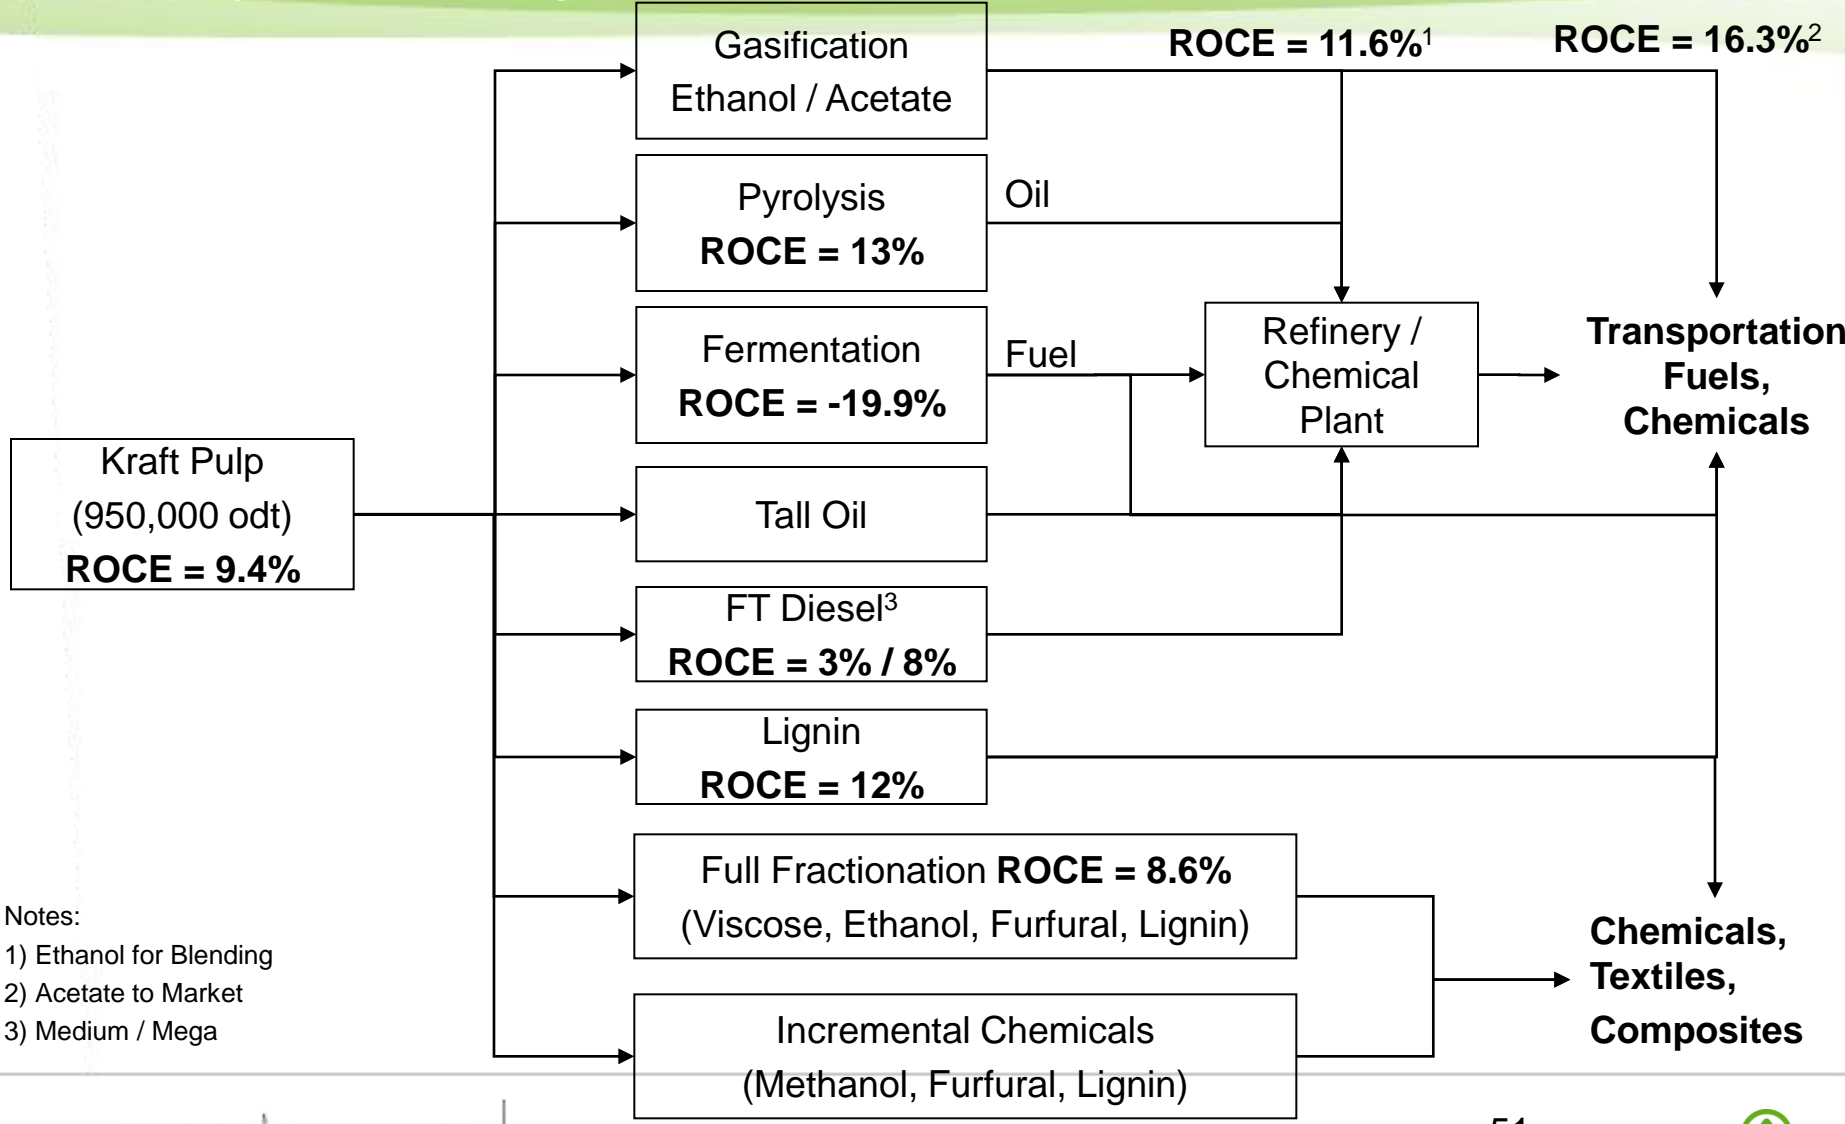 Gasification
Ethanol / Acetate
ROCE = 11.6%¹
ROCE = 16.3%²
Pyrolysis
ROCE = 13%
Oil
Fermentation
ROCE = -19.9%
Fuel
Refinery /
Chemical
Plant
Transportation
Fuels,
Chemicals
Kraft Pulp
(950,000 odt)
ROCE = 9.4%
Tall Oil
FT Diesel³
ROCE = 3% / 8%
Lignin
ROCE = 12%
Full Fractionation ROCE = 8.6%
(Viscose, Ethanol, Furfural, Lignin)
Incremental Chemicals
(Methanol, Furfural, Lignin)
Chemicals,
Textiles,
Composites
Notes:
1) Ethanol for Blending
2) Acetate to Market
3) Medium / Mega